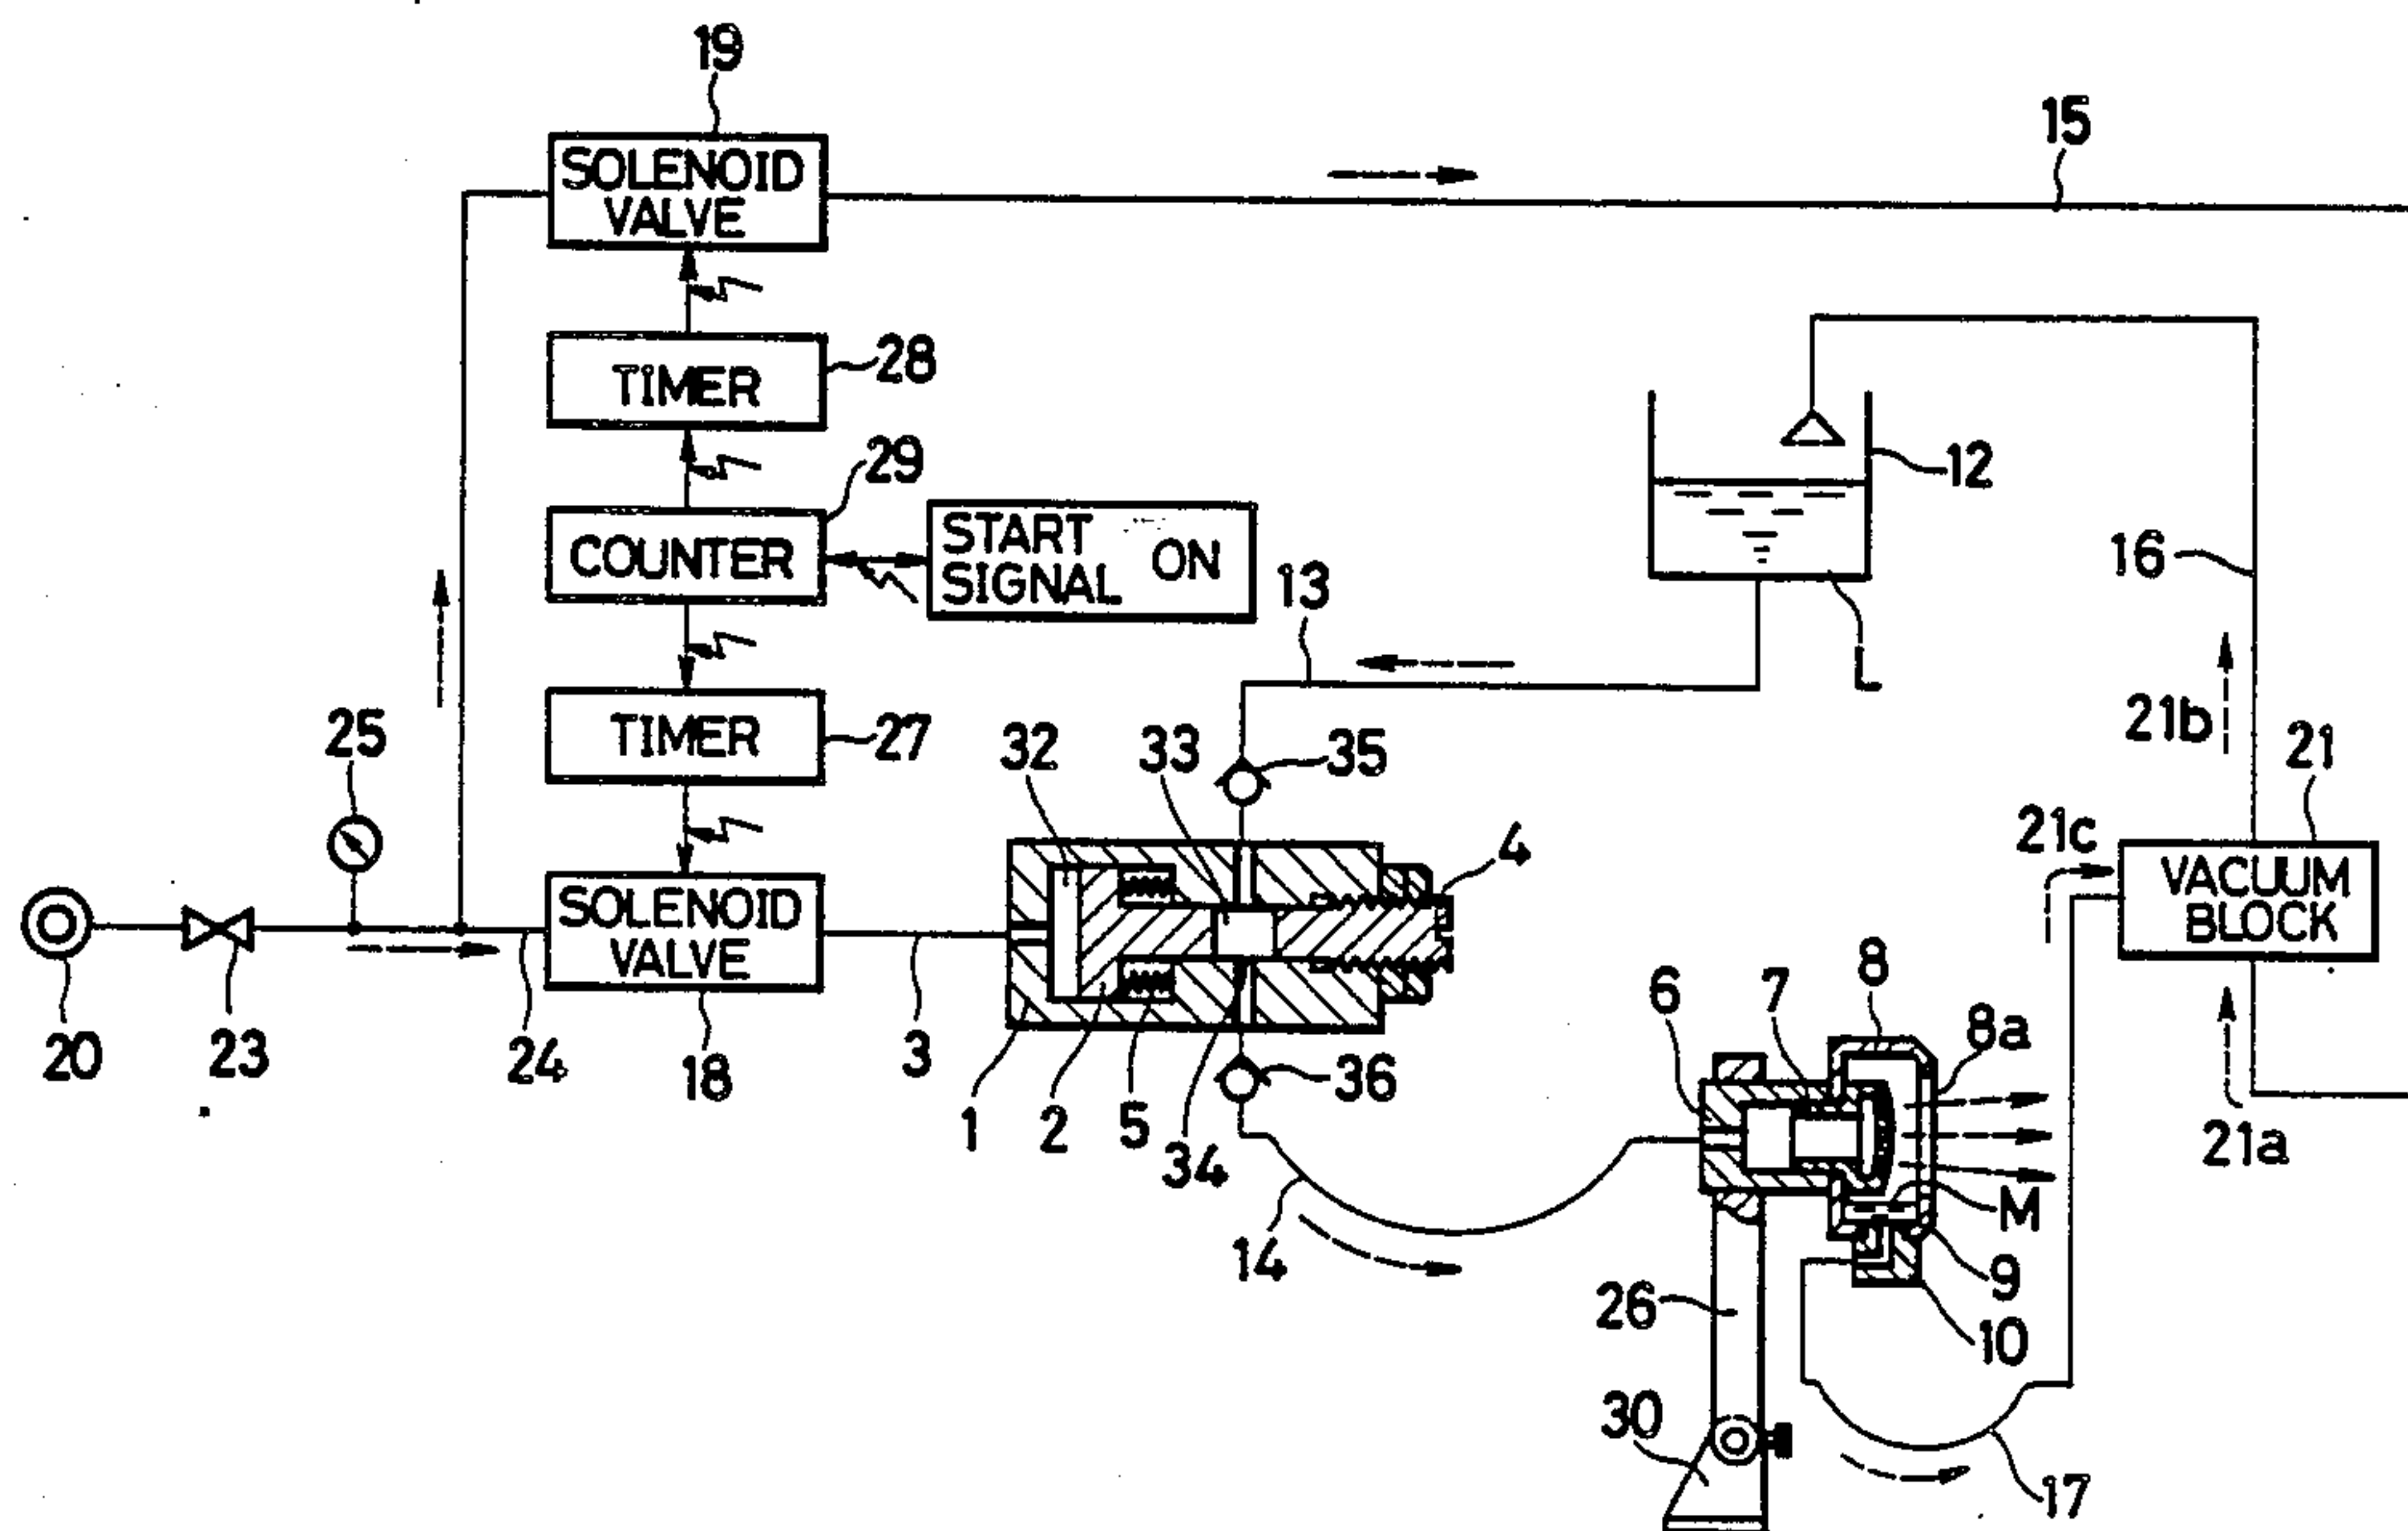 19
SOLENOID
VALVE
15
TIMER
28
29
COUNTER
START
SIGNAL
ON
12
16
13
L
TIMER
27
25
32
33
35
21b
21
21c
4
VACUUM
BLOCK
SOLENOID
VALVE
20
23
24
18
3
1
2
5
34
36
6
7
8
8a
21a
M
14
9
26
10
30
17